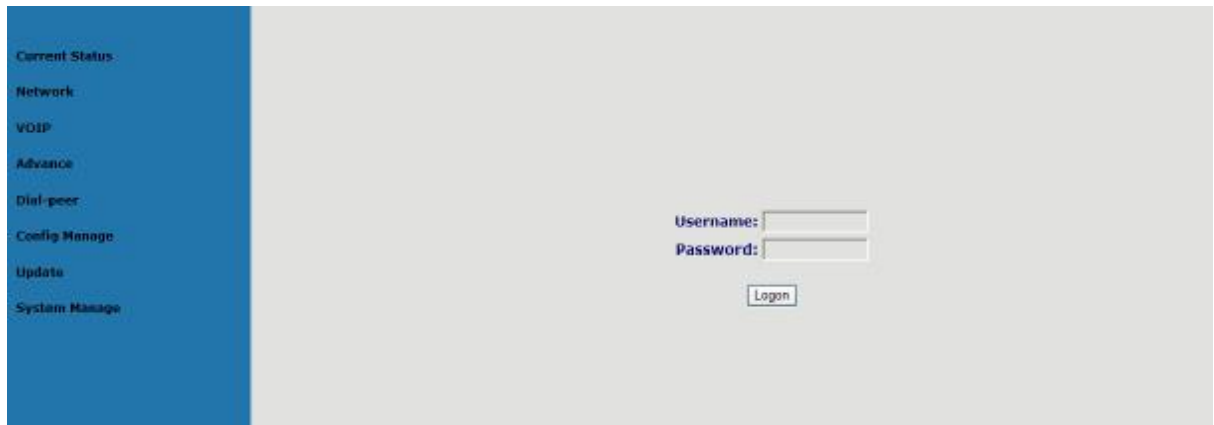 Current Status
Network
VOIP
Advance
Dial-peer
Config Manage
Update
System Manage
Username:
Password:
Logon